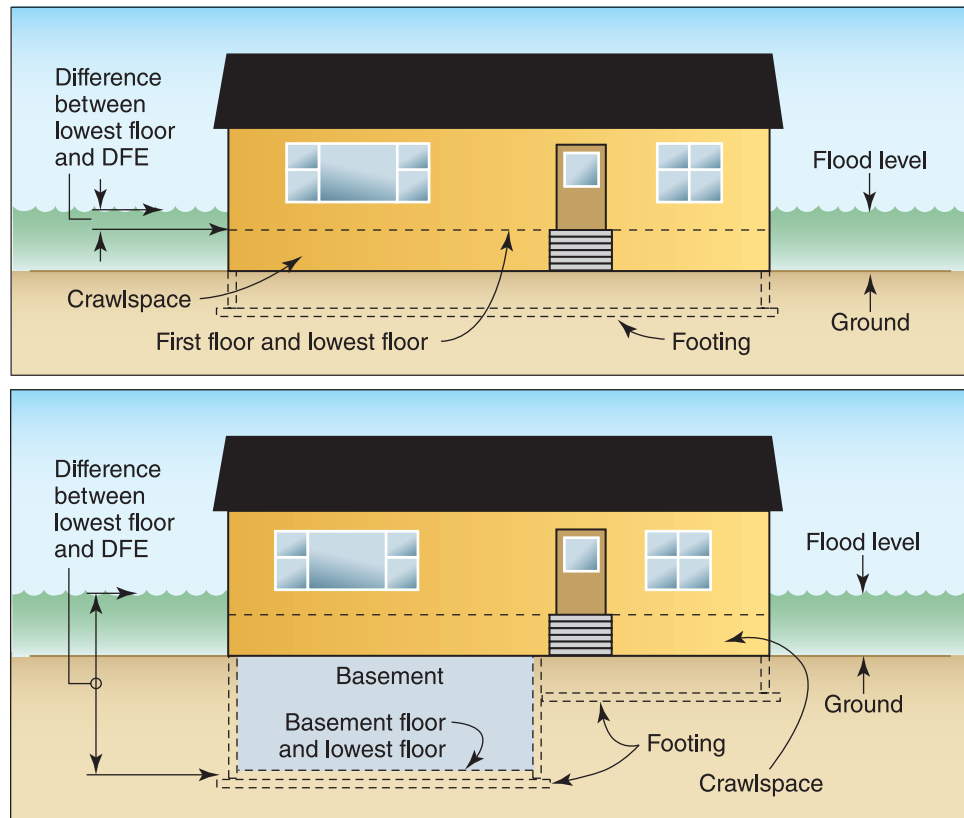 Difference
between
lowest floor
and DFE
Flood level
Crawlspace
First floor and lowest floor
Footing
Ground
Difference
between
lowest floor
and DFE
Flood level
Basement
Basement floor
and lowest floor
Footing
Ground
Crawlspace